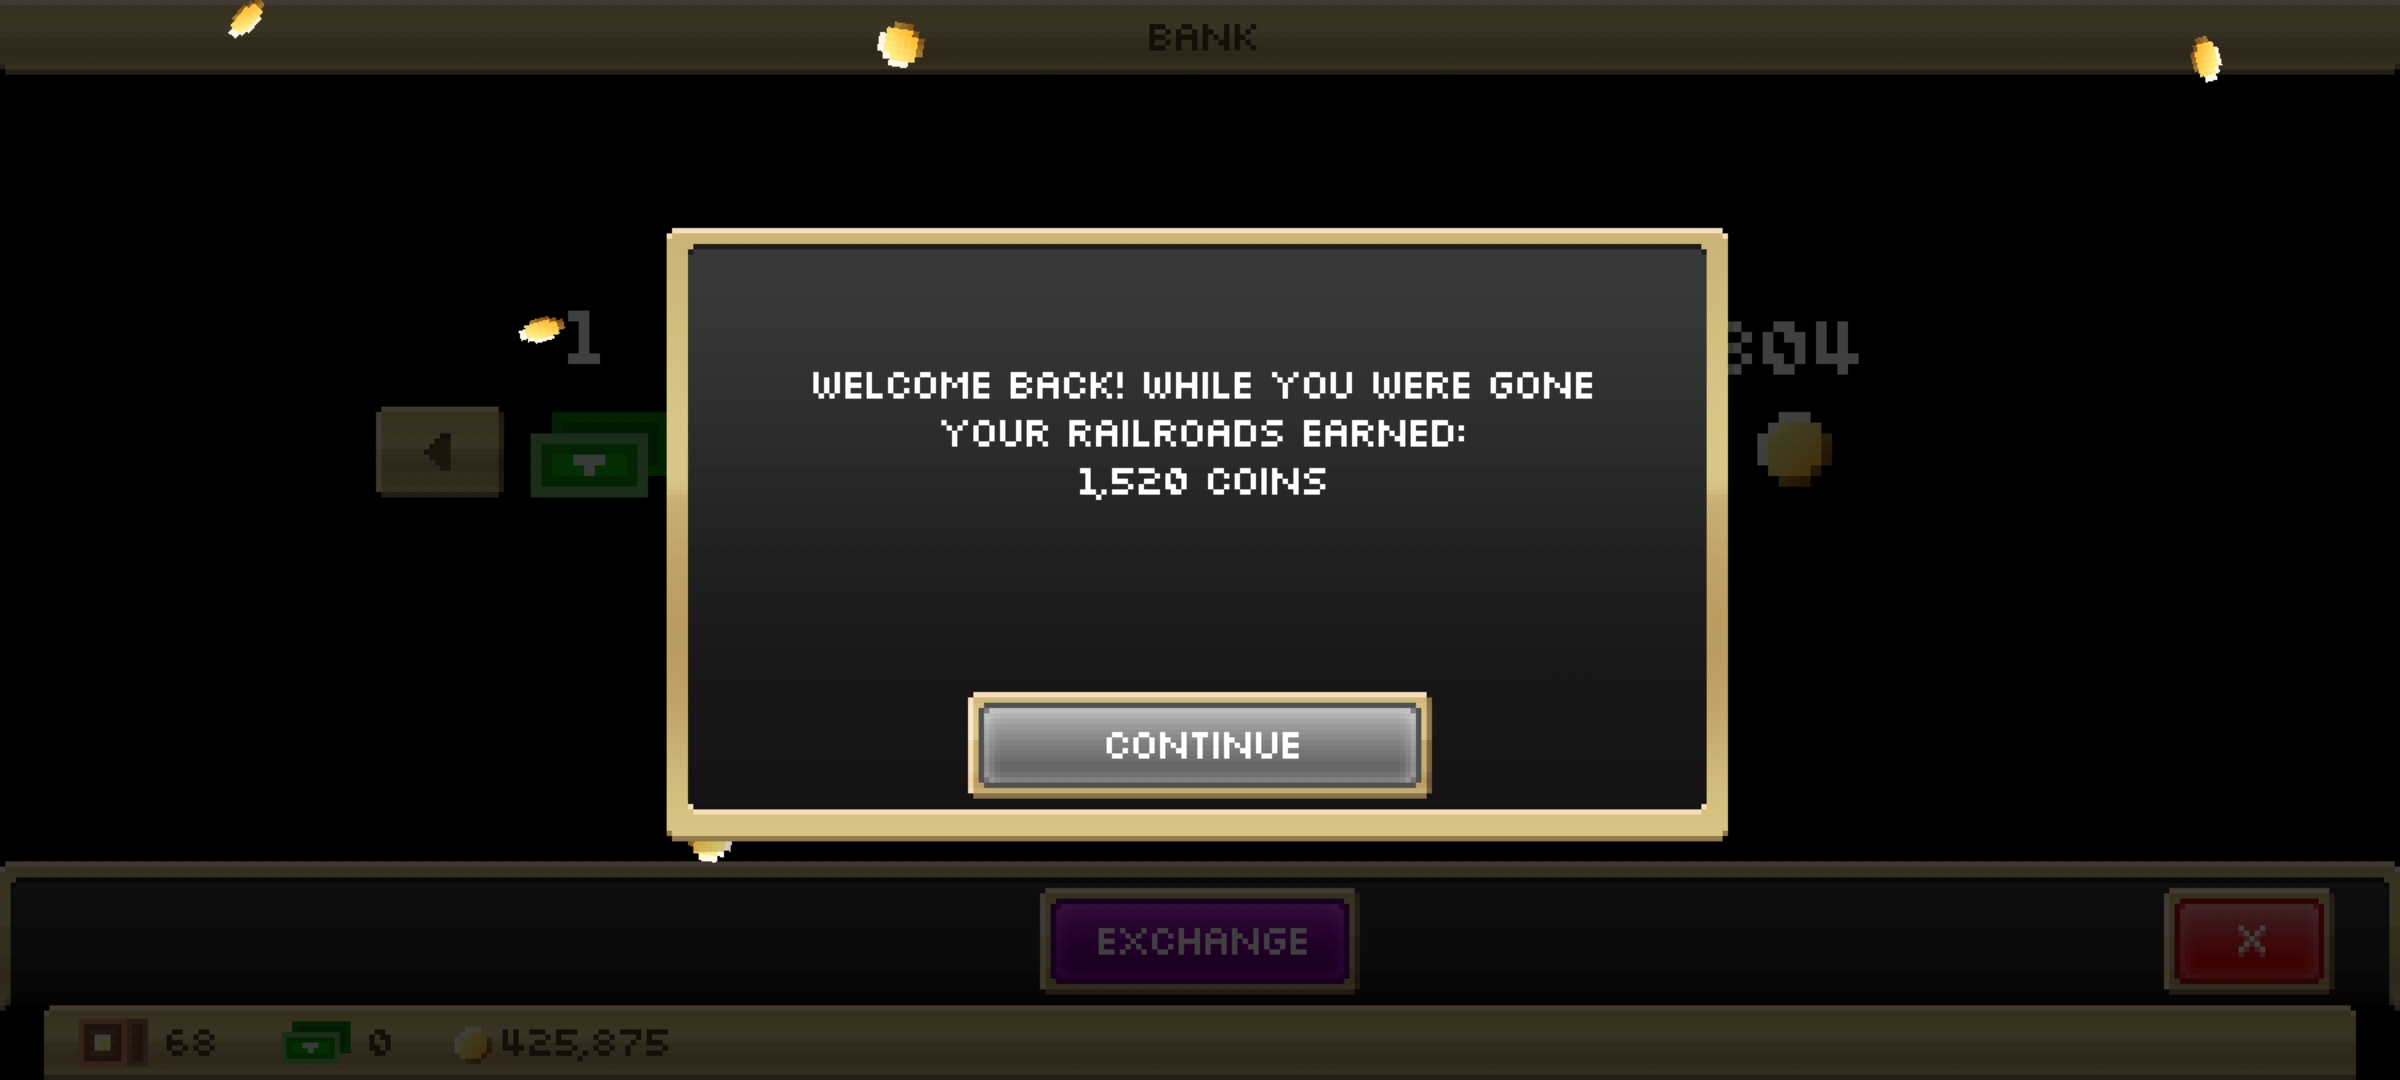 BANK
1
304
WELCOME BACK! WHILE YOU WERE GONE
YOUR RAILROADS EARNED:
1,520 COINS
CONTINUE
EXCHANGE
X
68 0 425,875